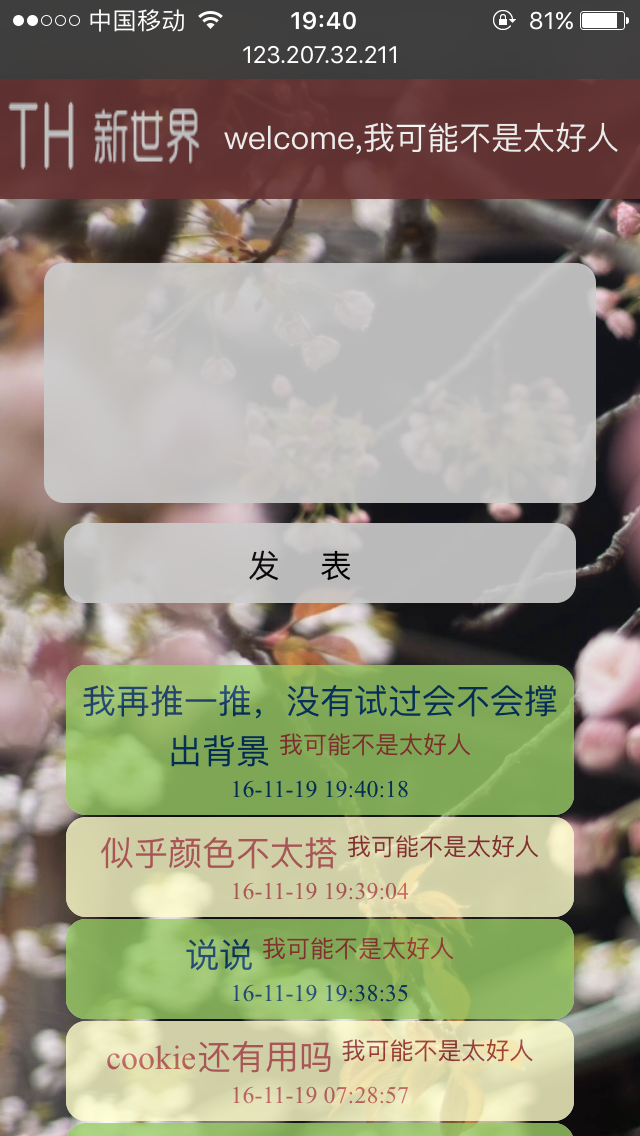 中国移动 19:40 81%
123.207.32.211
TH 新世界 welcome,我可能不是太好人
发 表
我再推一推，没有试过会不会撑
出背景 我可能不是太好人
16-11-19 19:40:18
似乎颜色不太搭 我可能不是太好人
16-11-19 19:39:04
说说 我可能不是太好人
16-11-19 19:38:35
cookie还有用吗 我可能不是太好人
16-11-19 07:28:57